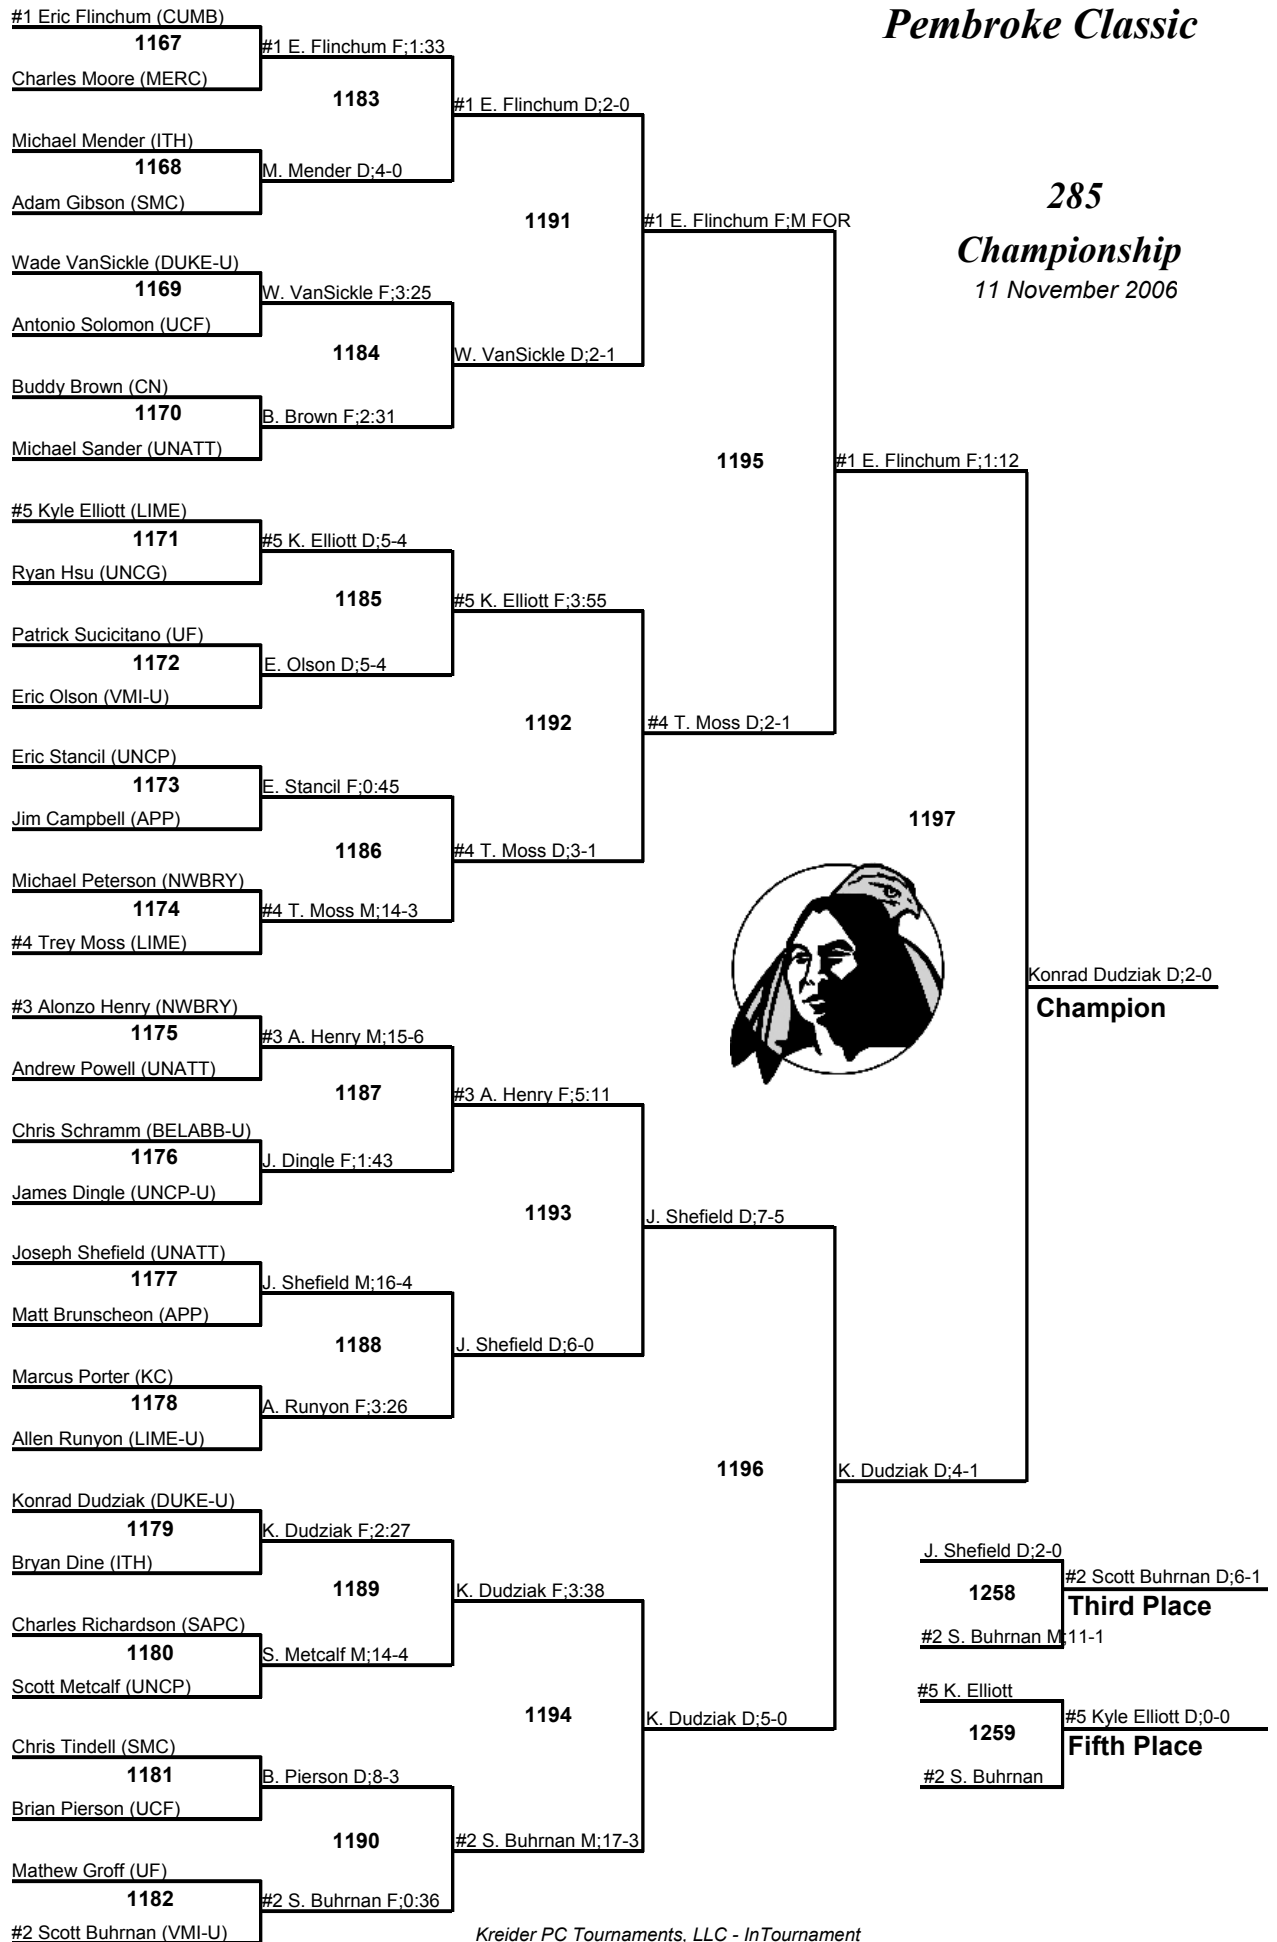 Pembroke Classic
285
Championship
11 November 2006
#1 Eric Flinchum (CUMB)
1167
Charles Moore (MERC)
#1 E. Flinchum F;1:33
1183
Michael Mender (ITH)
1168
Adam Gibson (SMC)
M. Mender D;4-0
#1 E. Flinchum D;2-0
1191
Wade VanSickle (DUKE-U)
1169
Antonio Solomon (UCF)
W. VanSickle F;3:25
1184
Buddy Brown (CN)
1170
Michael Sander (UNATT)
B. Brown F;2:31
W. VanSickle D;2-1
#1 E. Flinchum F;M FOR
1195
#5 Kyle Elliott (LIME)
1171
Ryan Hsu (UNCG)
#5 K. Elliott D;5-4
1185
Patrick Sucicitano (UF)
1172
Eric Olson (VMI-U)
E. Olson D;5-4
#5 K. Elliott F;3:55
1192
Eric Stancil (UNCP)
1173
Jim Campbell (APP)
E. Stancil F;0:45
1186
Michael Peterson (NWBRY)
1174
#4 Trey Moss (LIME)
#4 T. Moss M;14-3
#4 T. Moss D;3-1
#4 T. Moss D;2-1
#1 E. Flinchum F;1:12
1197
#3 Alonzo Henry (NWBRY)
1175
Andrew Powell (UNATT)
#3 A. Henry M;15-6
1187
Chris Schramm (BELABB-U)
1176
James Dingle (UNCP-U)
J. Dingle F;1:43
#3 A. Henry F;5:11
1193
Joseph Shefield (UNATT)
1177
Matt Brunscheon (APP)
J. Shefield M;16-4
1188
Marcus Porter (KC)
1178
Allen Runyon (LIME-U)
A. Runyon F;3:26
J. Shefield D;6-0
J. Shefield D;7-5
1196
Konrad Dudziak (DUKE-U)
1179
Bryan Dine (ITH)
K. Dudziak F;2:27
1189
Charles Richardson (SAPC)
1180
Scott Metcalf (UNCP)
S. Metcalf M;14-4
K. Dudziak F;3:38
1194
Chris Tindell (SMC)
1181
Brian Pierson (UCF)
B. Pierson D;8-3
1190
Mathew Groff (UF)
1182
#2 Scott Buhrnan (VMI-U)
#2 S. Buhrnan F;0:36
#2 S. Buhrnan M;17-3
K. Dudziak D;5-0
K. Dudziak D;4-1
Konrad Dudziak D;2-0
Champion
J. Shefield D;2-0
1258
#2 S. Buhrnan M;11-1
#2 Scott Buhrnan D;6-1
Third Place
#5 K. Elliott
1259
#2 S. Buhrnan
#5 Kyle Elliott D;0-0
Fifth Place
Kreider PC Tournaments, LLC - InTournament